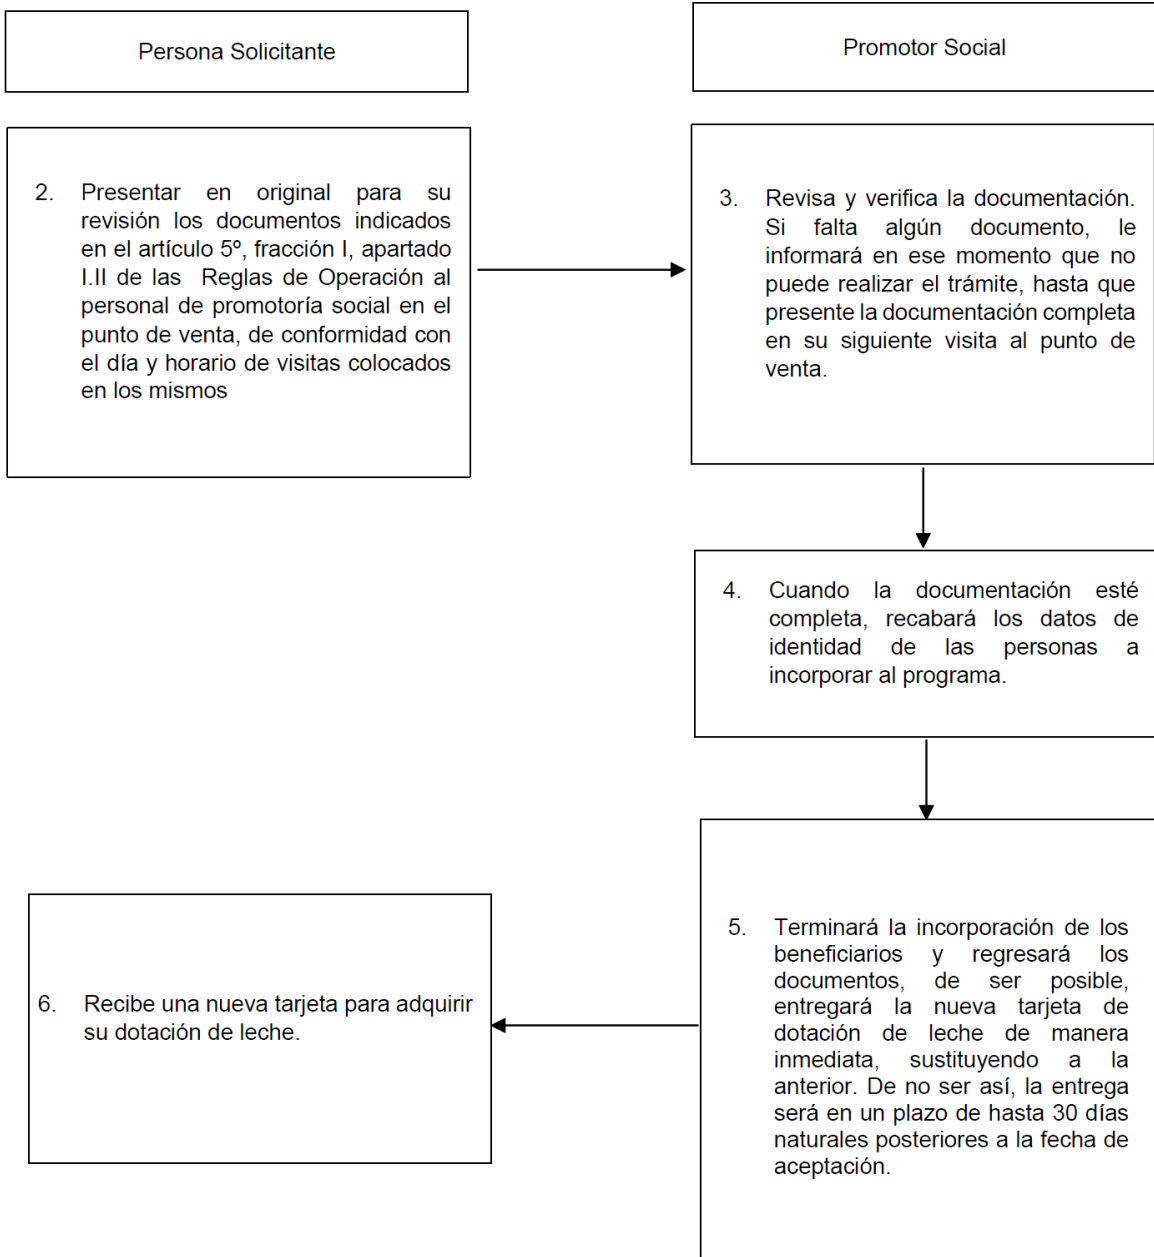 Persona Solicitante
Promotor Social
2. Presentar en original para su
revisión los documentos indicados
en el artículo 5º, fracción I, apartado
I.II de las Reglas de Operación al
personal de promotoría social en el
punto de venta, de conformidad con
el día y horario de visitas colocados
en los mismos
3. Revisa y verifica la documentación.
Si falta algún documento, le
informará en ese momento que no
puede realizar el trámite, hasta que
presente la documentación completa
en su siguiente visita al punto de
venta.
4. Cuando la documentación esté
completa, recabará los datos de
identidad de las personas a
incorporar al programa.
5. Terminará la incorporación de los
beneficiarios y regresará los
documentos, de ser posible,
entregará la nueva tarjeta de
dotación de leche de manera
inmediata, sustituyendo a la
anterior. De no ser así, la entrega
será en un plazo de hasta 30 días
naturales posteriores a la fecha de
aceptación.
6. Recibe una nueva tarjeta para adquirir
su dotación de leche.